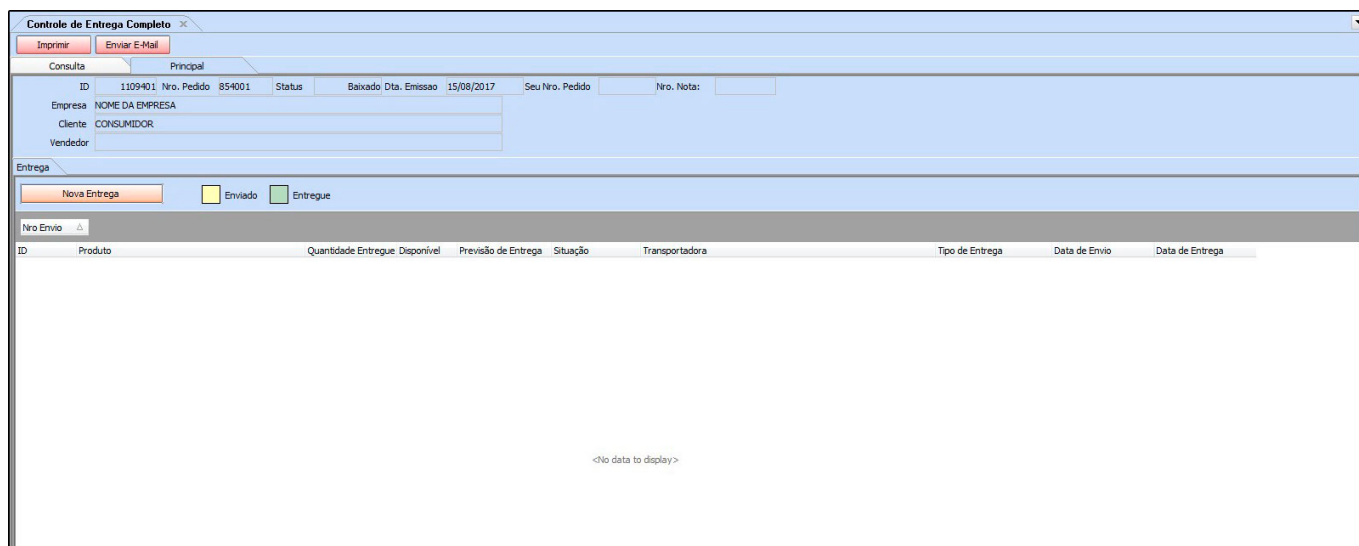 Controle de Entrega Completo
Imprimir Enviar E-Mail
Consulta Principal
ID 1109401 Nro. Pedido 854001 Status Baixado Dta. Emissao 15/08/2017 Seu Nro. Pedido Nro. Nota:
Empresa NOME DA EMPRESA
Cliente CONSUMIDOR
Vendedor
Entrega
Nova Entrega Enviado Entregue
Nro Envio
ID Produto Quantidade Entregue Disponível Previsão de Entrega Situação Transportadora Tipo de Entrega Data de Envio Data de Entrega
<No data to display>